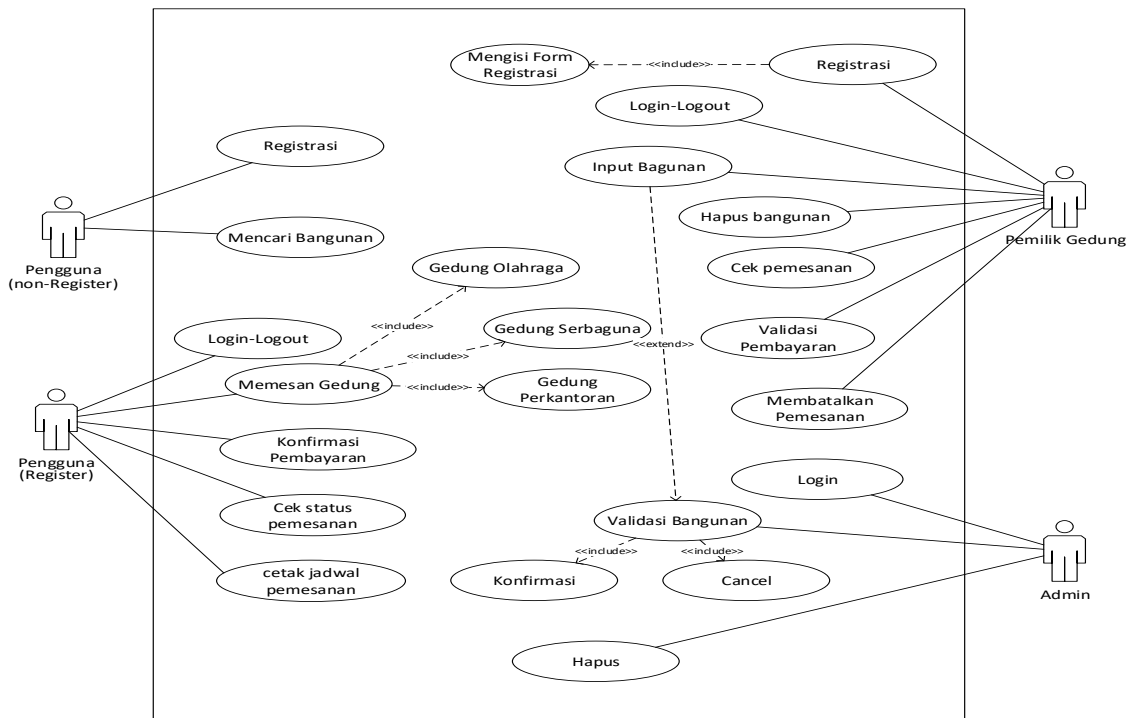 Mengisi Form
Registrasi
<<include>>
Registrasi
Login-Logout
Registrasi
Input Bagunan
Hapus bangunan
Pemilik Gedung
Mencari Bangunan
Pengguna
(non-Register)
Gedung Olahraga
Cek pemesanan
<<include>>
Gedung Serbaguna
Login-Logout
<<extend>>
Validasi
Pembayaran
<<include>>
Memesan Gedung
<<include>>
Gedung
Perkantoran
Membatalkan
Pemesanan
Konfirmasi
Pembayaran
Pengguna
(Register)
Login
Cek status
pemesanan
Validasi Bangunan
<<include>>
<<include>>
cetak jadwal
pemesanan
Konfirmasi
Cancel
Admin
Hapus